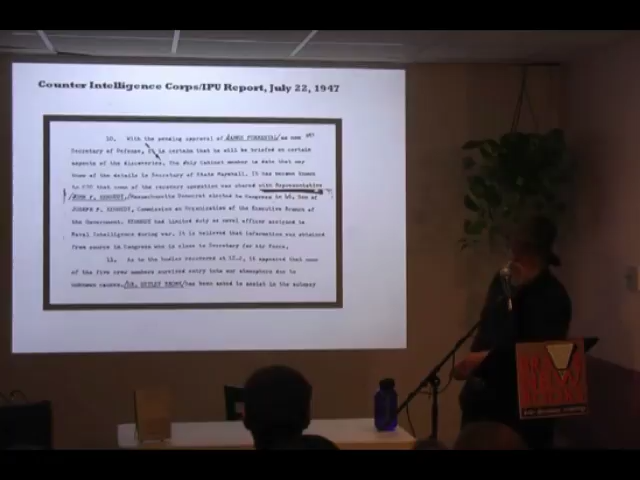 Counter Intelligence Corps/IPU Report, July 22, 1947
10. With the pending approval of JAMES FORRESTAL as new
Secretary of Defense, it is certain that he will be briefed on certain
aspects of the discoveries. The only Cabinet member to date that may
know of the details is Secretary of State Marshall. It has become known
to CIC that some of the recovery operation was shared with Representative
JOHN F. KENNEDY, Massachusetts Democrat elected to Congress in 46, Son of
JOSEPH P. KENNEDY, Commission on Organization of the Executive Branch of
the Government. KENNEDY had limited duty as naval officer assigned to
Naval Intelligence during war. It is believed that information was obtained
from source in Congress who is close to Secretary for Air Force.
11. As to the bodies recovered at it appeared that none
of the five crew members survived entry into our atmosphere due to
unknown causes. DR. DETLEV BRONK has been asked to assist in the autopsy